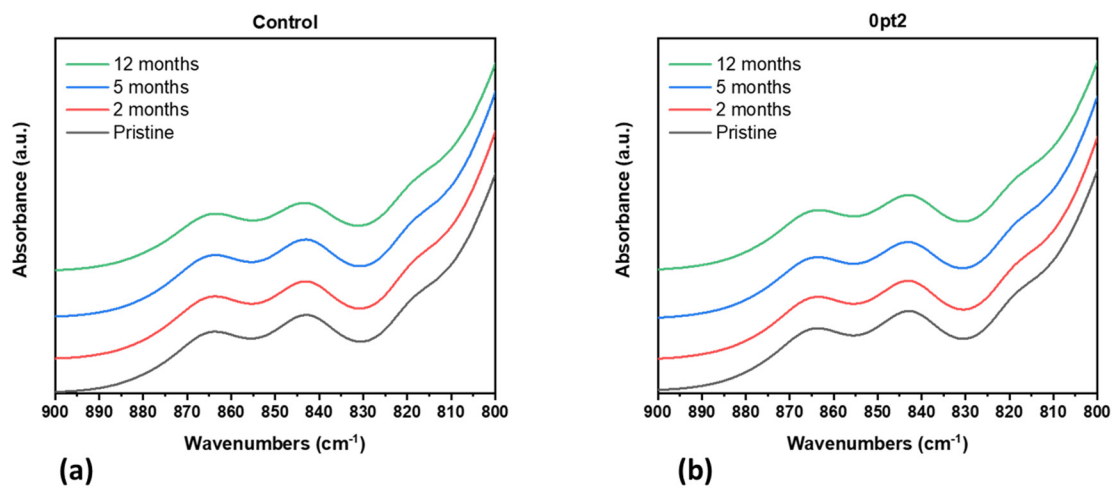 Control
12 months
5 months
2 months
Pristine
Absorbance (a.u.)
900 890 880 870 860 850 840 830 820 810 800
Wavenumbers (cm-1)
(a)
0pt2
12 months
5 months
2 months
Pristine
Absorbance (a.u.)
900 890 880 870 860 850 840 830 820 810 800
Wavenumbers (cm-1)
(b)